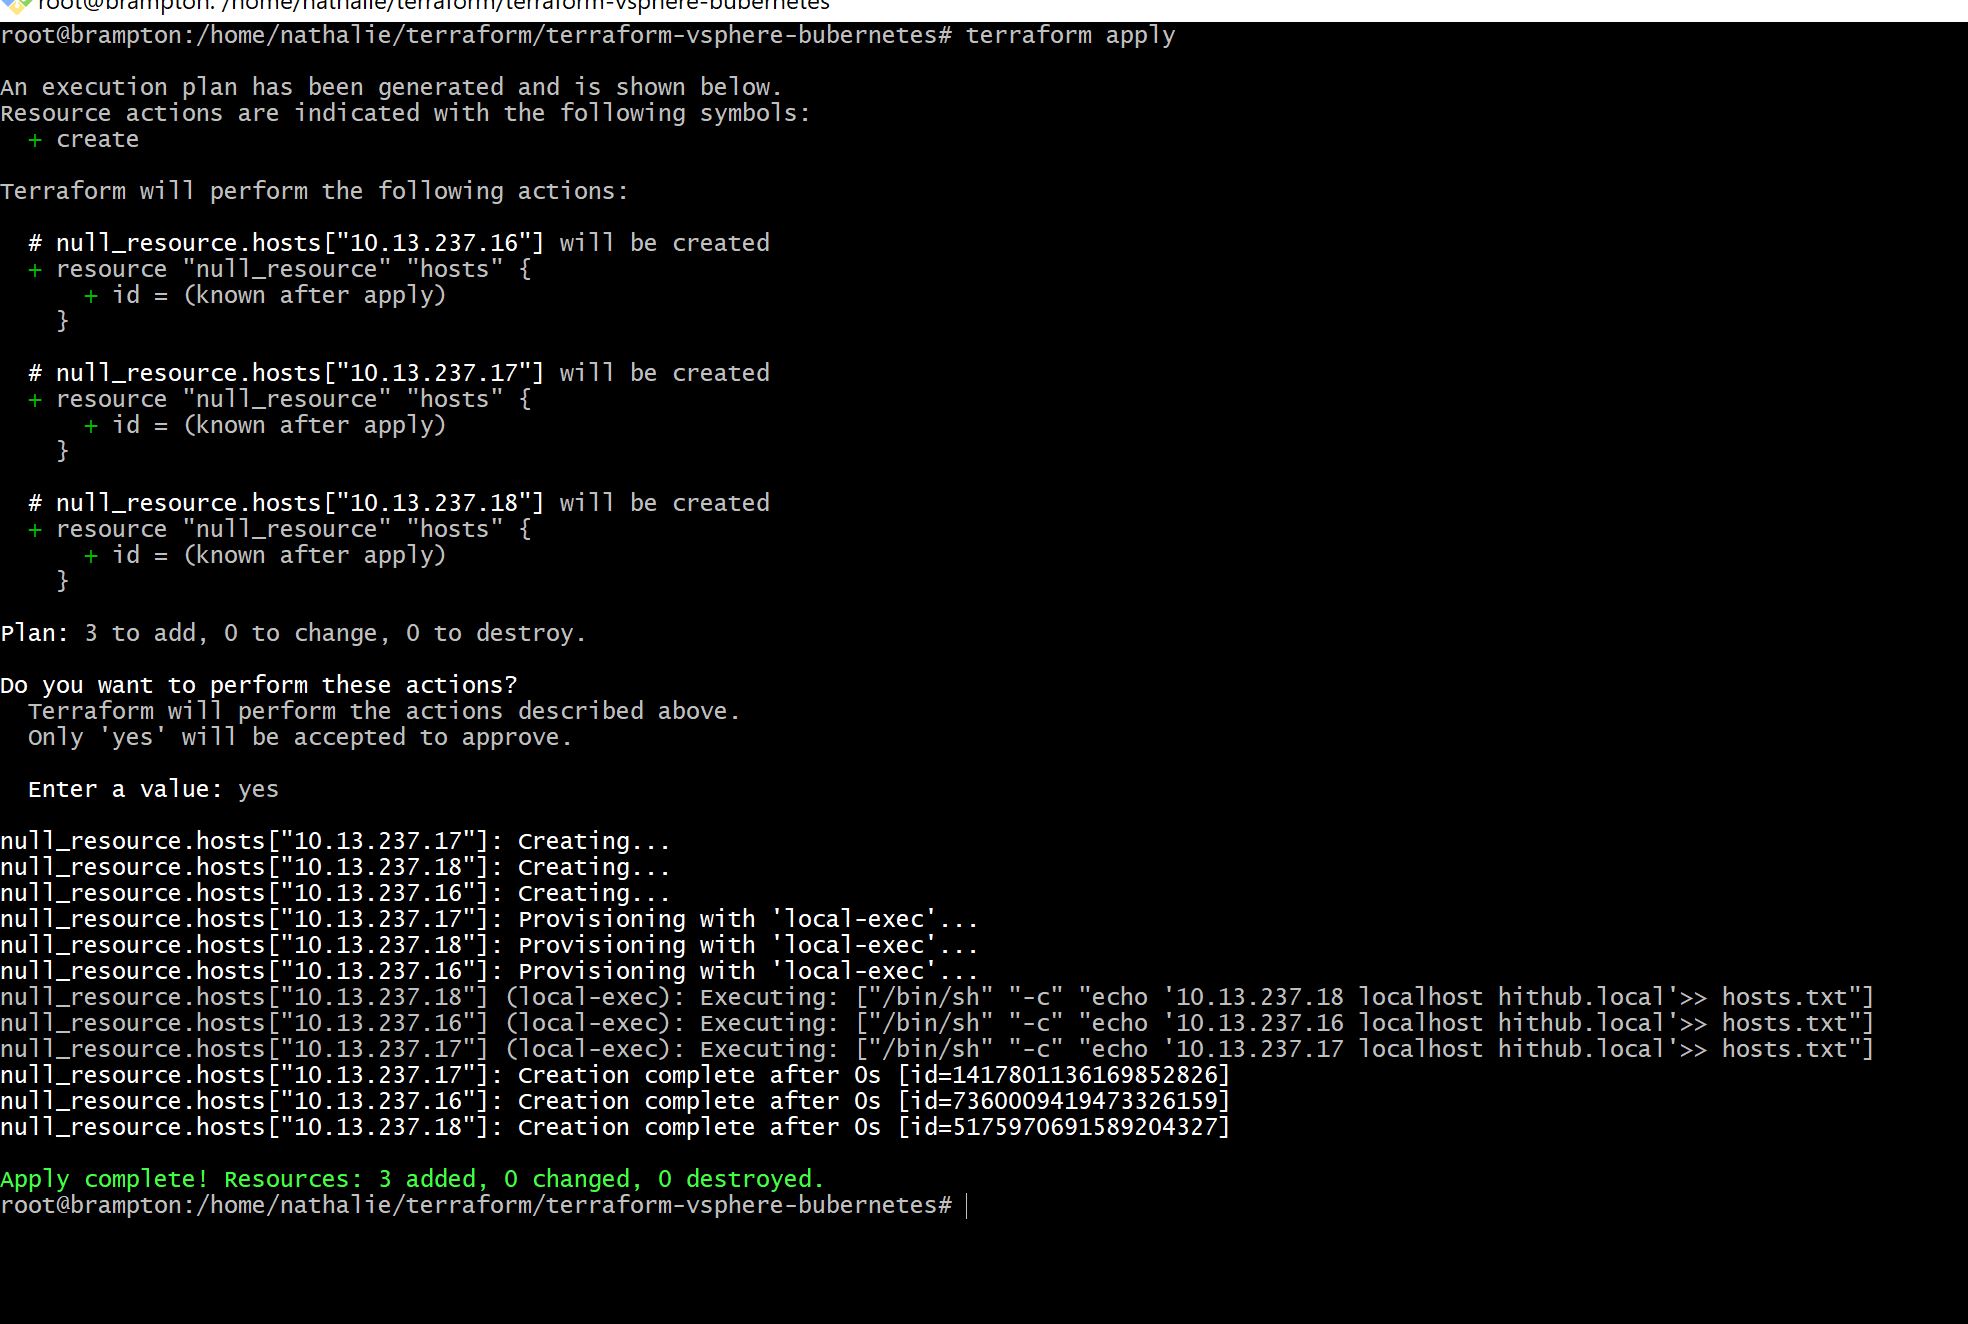 root@brampton: /home/nathalie/terraform/terraform-vsphere-bubernetes
root@brampton:/home/nathalie/terraform/terraform-vsphere-bubernetes# terraform apply
An execution plan has been generated and is shown below.
Resource actions are indicated with the following symbols:
  + create
Terraform will perform the following actions:
  # null_resource.hosts["10.13.237.16"] will be created
  + resource "null_resource" "hosts" {
      + id = (known after apply)
    }
  # null_resource.hosts["10.13.237.17"] will be created
  + resource "null_resource" "hosts" {
      + id = (known after apply)
    }
  # null_resource.hosts["10.13.237.18"] will be created
  + resource "null_resource" "hosts" {
      + id = (known after apply)
    }
Plan: 3 to add, 0 to change, 0 to destroy.
Do you want to perform these actions?
  Terraform will perform the actions described above.
  Only 'yes' will be accepted to approve.
  Enter a value: yes
null_resource.hosts["10.13.237.17"]: Creating...
null_resource.hosts["10.13.237.18"]: Creating...
null_resource.hosts["10.13.237.16"]: Creating...
null_resource.hosts["10.13.237.17"]: Provisioning with 'local-exec'...
null_resource.hosts["10.13.237.18"]: Provisioning with 'local-exec'...
null_resource.hosts["10.13.237.16"]: Provisioning with 'local-exec'...
null_resource.hosts["10.13.237.18"] (local-exec): Executing: ["/bin/sh" "-c" "echo '10.13.237.18 localhost hithub.local'>> hosts.txt"]
null_resource.hosts["10.13.237.16"] (local-exec): Executing: ["/bin/sh" "-c" "echo '10.13.237.16 localhost hithub.local'>> hosts.txt"]
null_resource.hosts["10.13.237.17"] (local-exec): Executing: ["/bin/sh" "-c" "echo '10.13.237.17 localhost hithub.local'>> hosts.txt"]
null_resource.hosts["10.13.237.17"]: Creation complete after 0s [id=1417801136169852826]
null_resource.hosts["10.13.237.16"]: Creation complete after 0s [id=7360009419473326159]
null_resource.hosts["10.13.237.18"]: Creation complete after 0s [id=5175970691589204327]
Apply complete! Resources: 3 added, 0 changed, 0 destroyed.
root@brampton:/home/nathalie/terraform/terraform-vsphere-bubernetes#